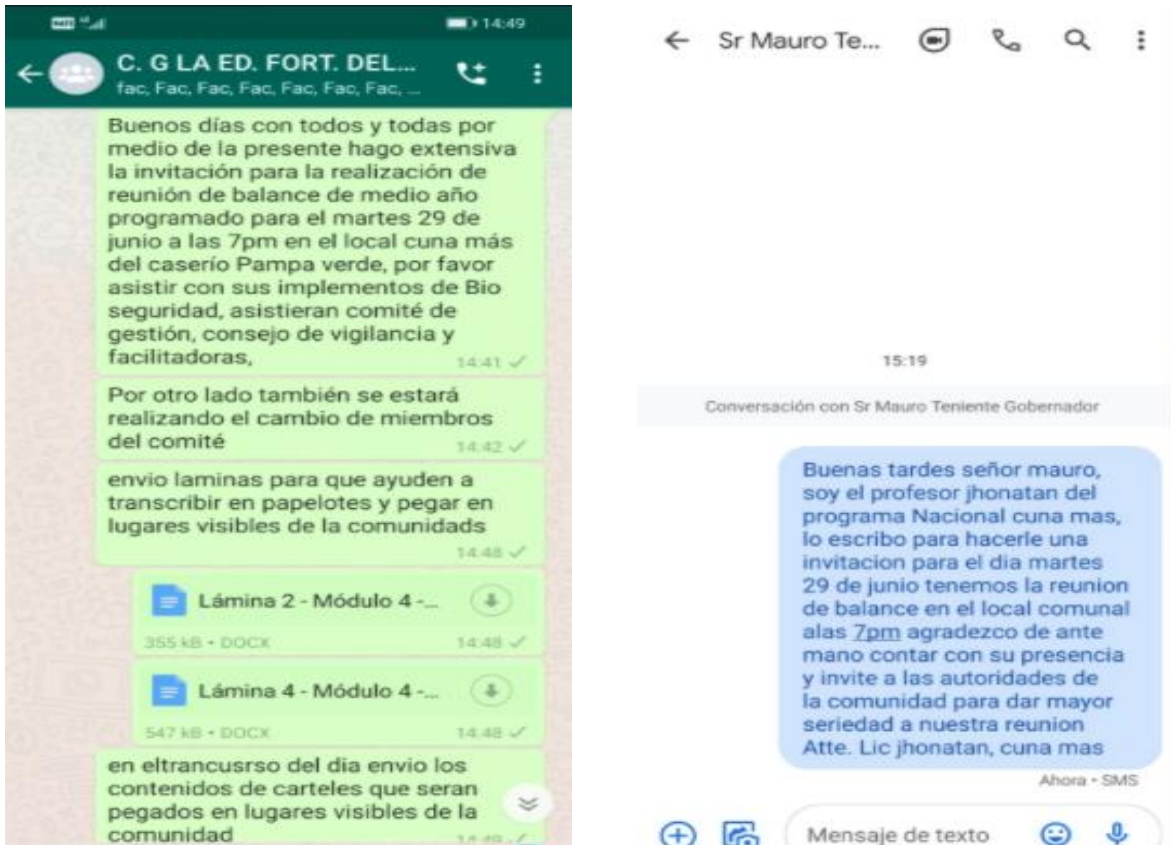 14:49
C. G LA ED. FORT. DEL...
fac, Fac, Fac, Fac, Fac, Fac, Fac, ...
Buenos días con todos y todas por
medio de la presente hago extensiva
la invitación para la realización de
reunión de balance de medio año
programado para el martes 29 de
junio a las 7pm en el local cuna más
del caserío Pampa verde, por favor
asistir con sus implementos de Bio
seguridad, asistieran comité de
gestión, consejo de vigilancia y
facilitadoras,
14:41
Por otro lado también se estará
realizando el cambio de miembros
del comité
14:42
envio laminas para que ayuden a
transcribir en papelotes y pegar en
lugares visibles de la comunidads
14:48
Lámina 2 - Módulo 4 -...
355 kB • DOCX
14:48
Lámina 4 - Módulo 4 -...
547 kB • DOCX
14:48
en eltrancusrso del dia envio los
contenidos de carteles que seran
pegados en lugares visibles de la
comunidad
14:49
Sr Mauro Te...
15:19
Conversación con Sr Mauro Teniente Gobernador
Buenas tardes señor mauro,
soy el profesor jhonatan del
programa Nacional cuna mas,
lo escribo para hacerle una
invitacion para el dia martes
29 de junio tenemos la reunion
de balance en el local comunal
alas 7pm agradezco de ante
mano contar con su presencia
y invite a las autoridades de
la comunidad para dar mayor
seriedad a nuestra reunion
Atte. Lic jhonatan, cuna mas
Ahora • SMS
Mensaje de texto